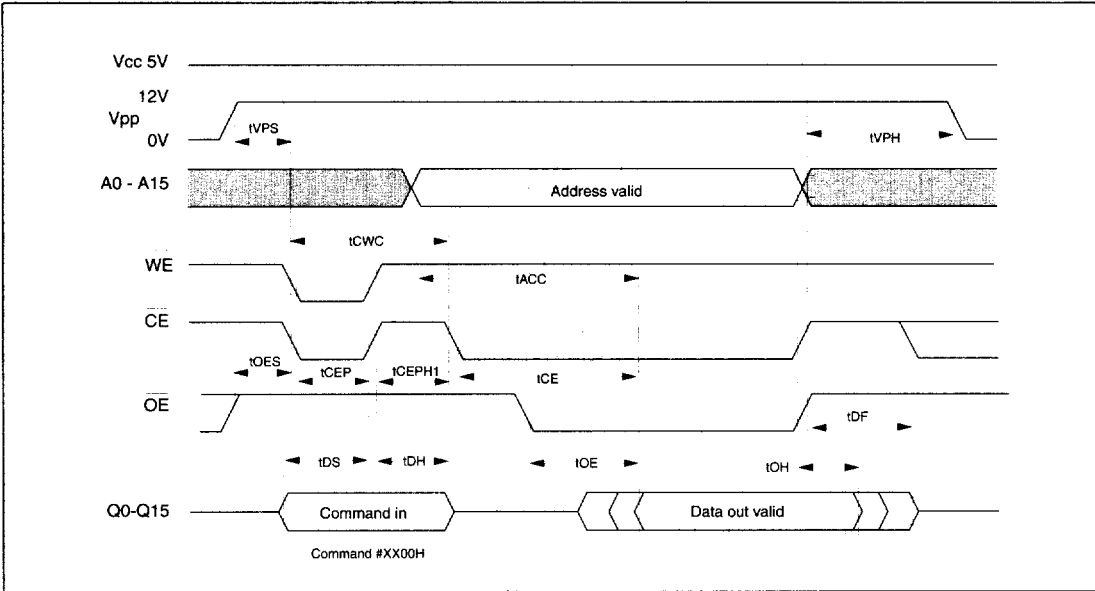 Vcc 5V
12V
Vpp
0V
tVPS
tVPH
A0 - A15
Address valid
tCWC
WE
tACC
CE
tOES
tCEP
tCEPH1
tCE
OE
tDF
tDS
tDH
tOE
tOH
Q0-Q15
Command in
Data out valid
Command #XX00H